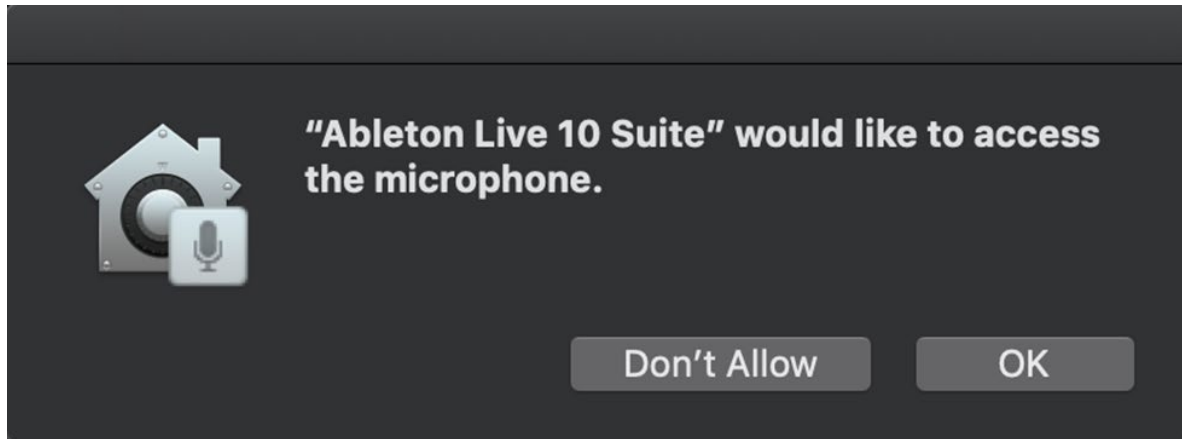 “Ableton Live 10 Suite” would like to access
the microphone.
Don’t Allow
OK